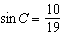 sin C = 10/19